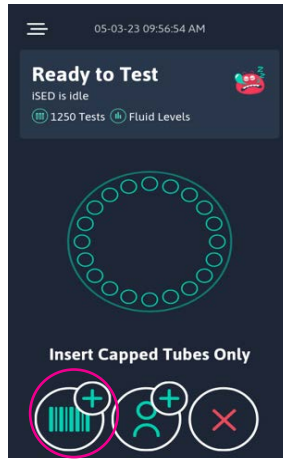 05-03-23 09:56:54 AM
Ready to Test
iSED is idle
1250 Tests Fluid Levels
Insert Capped Tubes Only